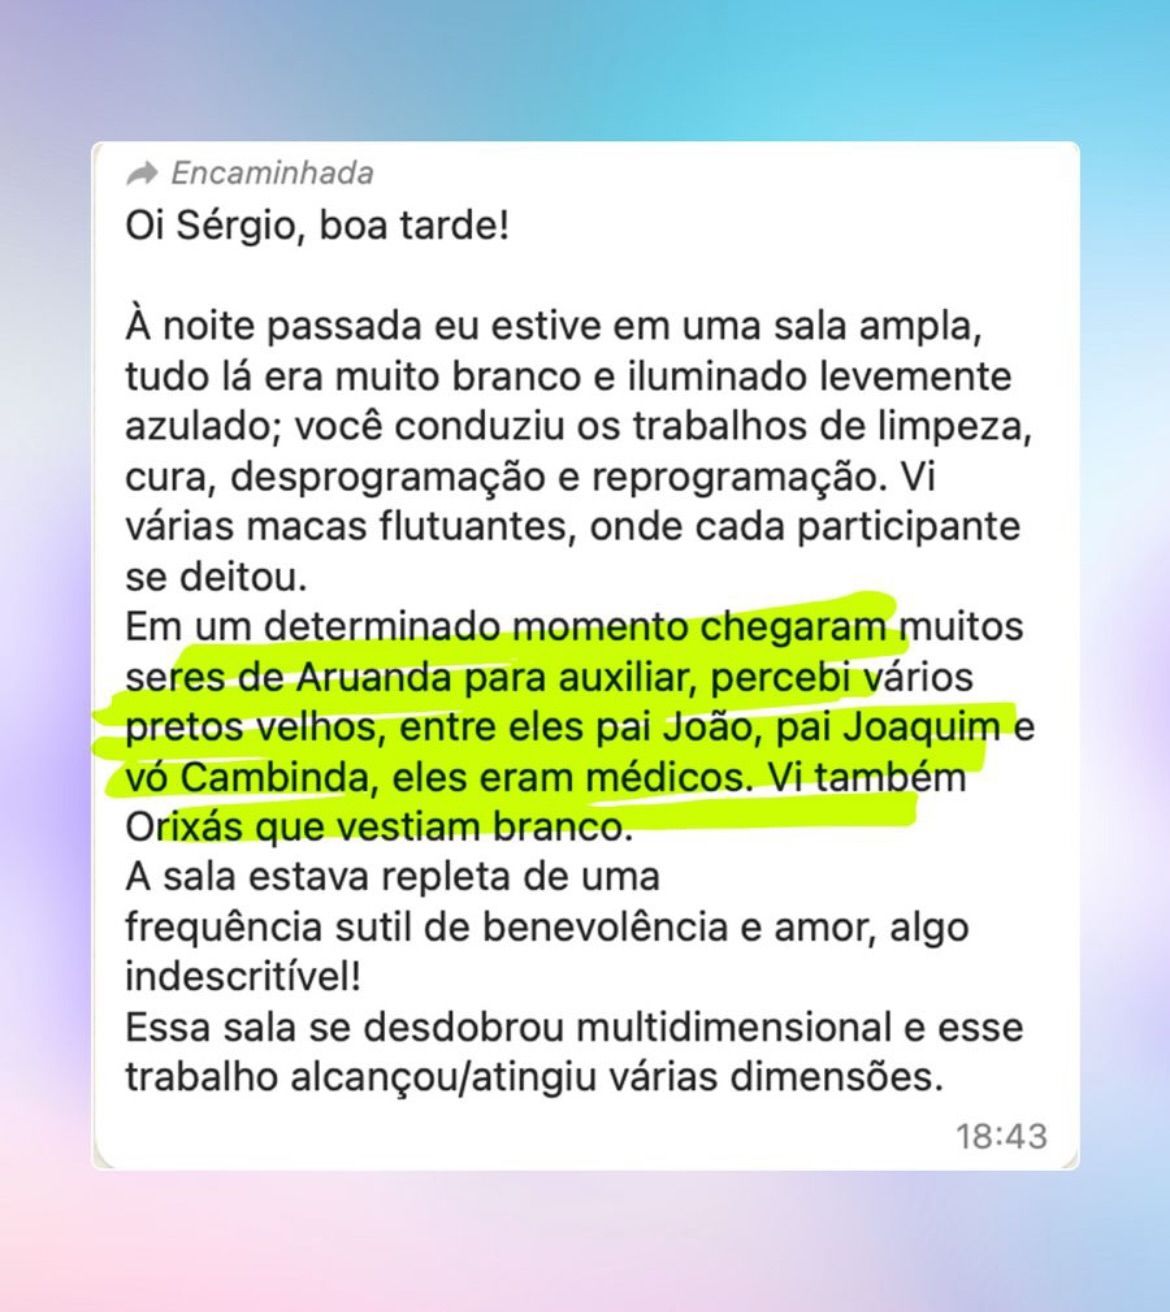 Encaminhada
Oi Sérgio, boa tarde!
À noite passada eu estive em uma sala ampla,
tudo lá era muito branco e iluminado levemente
azulado; você conduziu os trabalhos de limpeza,
cura, desprogramação e reprogramação. Vi
várias macas flutuantes, onde cada participante
se deitou.
Em um determinado momento chegaram muitos
seres de Aruanda para auxiliar, percebi vários
pretos velhos, entre eles pai João, pai Joaquim e
vó Cambinda, eles eram médicos. Vi também
Orixás que vestiam branco.
A sala estava repleta de uma
frequência sutil de benevolência e amor, algo
indescritível!
Essa sala se desdobrou multidimensional e esse
trabalho alcançou/atingiu várias dimensões.
18:43